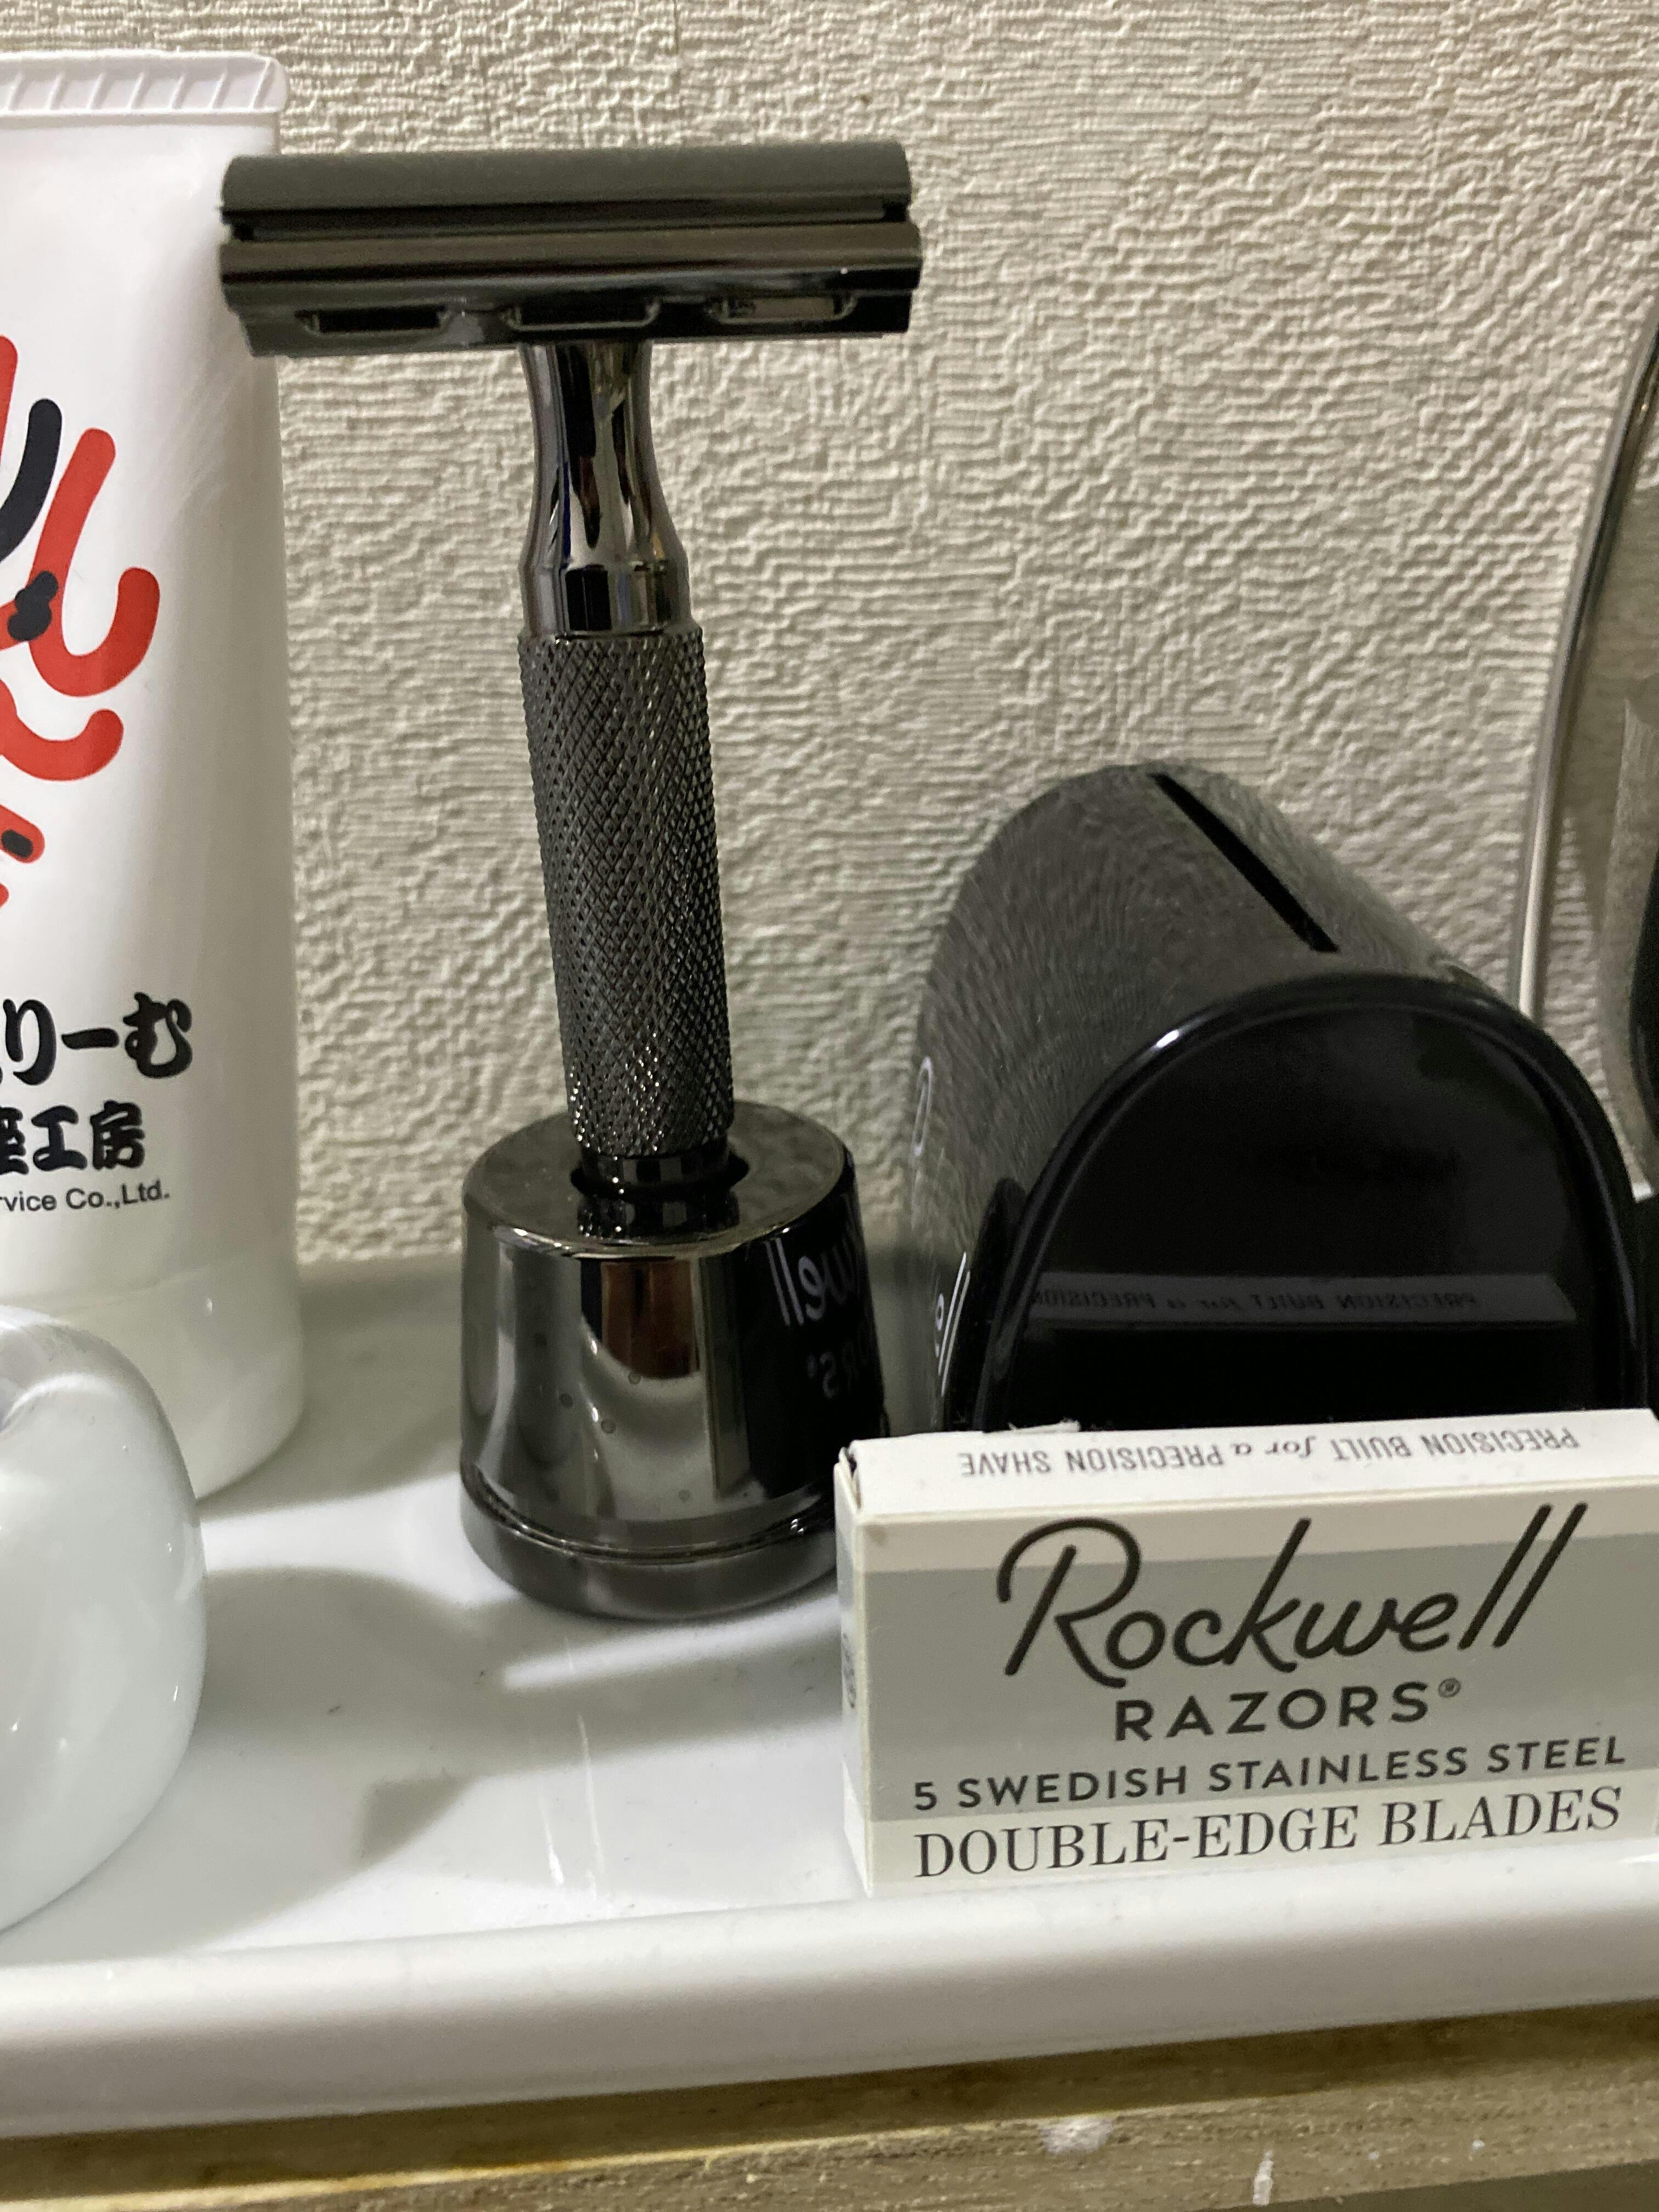 りーむ
産工房
rvice Co.,Ltd.
PRECISION BUILT for a PRECISION SHAVE
Rockwell
RAZORS®
5 SWEDISH STAINLESS STEEL
DOUBLE-EDGE BLADES